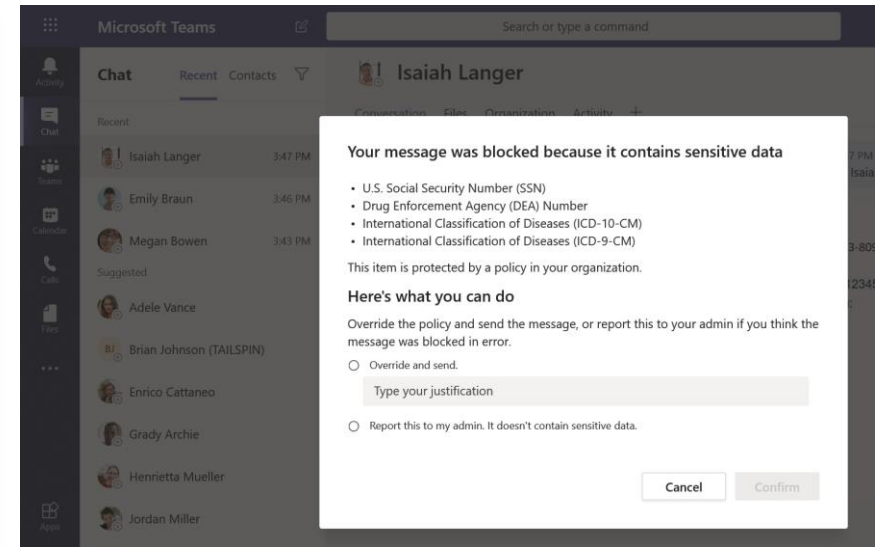 Microsoft Teams
Search or type a command
Activity
Chat
Teams
Calendar
Calls
Files
Apps
Chat
Recent Contacts
Recent
Isaiah Langer 3:47 PM
Emily Braun 3:46 PM
Megan Bowen 3:43 PM
Suggested
Adele Vance
BJ Brian Johnson (TAILSPIN)
Enrico Cattaneo
Grady Archie
Henrietta Mueller
Jordan Miller
Isaiah Langer
Conversation Files Organization Activity +
7 PM
Isaia
3-809
12345
Your message was blocked because it contains sensitive data
• U.S. Social Security Number (SSN)
• Drug Enforcement Agency (DEA) Number
• International Classification of Diseases (ICD-10-CM)
• International Classification of Diseases (ICD-9-CM)
This item is protected by a policy in your organization.
Here's what you can do
Override the policy and send the message, or report this to your admin if you think the
message was blocked in error.
Override and send.
Type your justification
Report this to my admin. It doesn't contain sensitive data.
Cancel Confirm